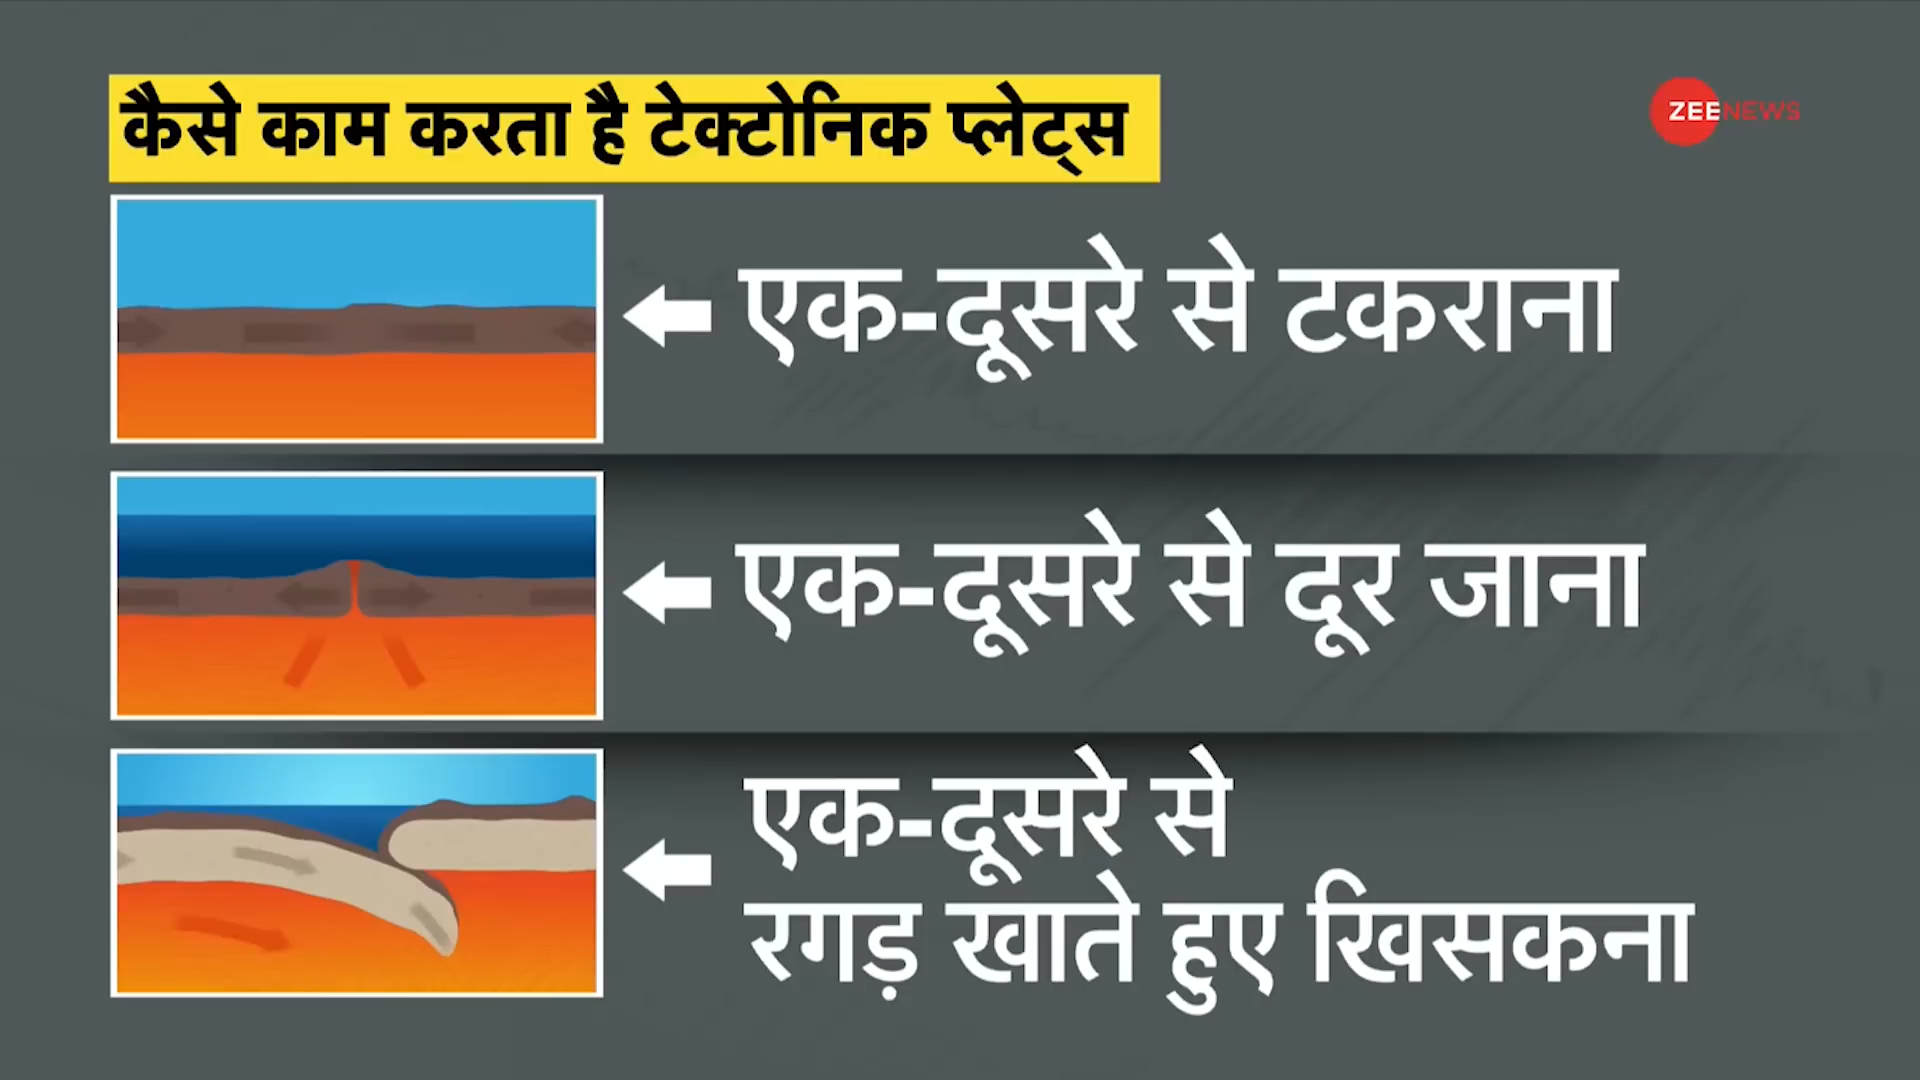 कैसे काम करता है टेक्टोनिक प्लेट्स
ZEENEWS
एक-दूसरे से टकराना
एक-दूसरे से दूर जाना
एक-दूसरे से
रगड़ खाते हुए खिसकना